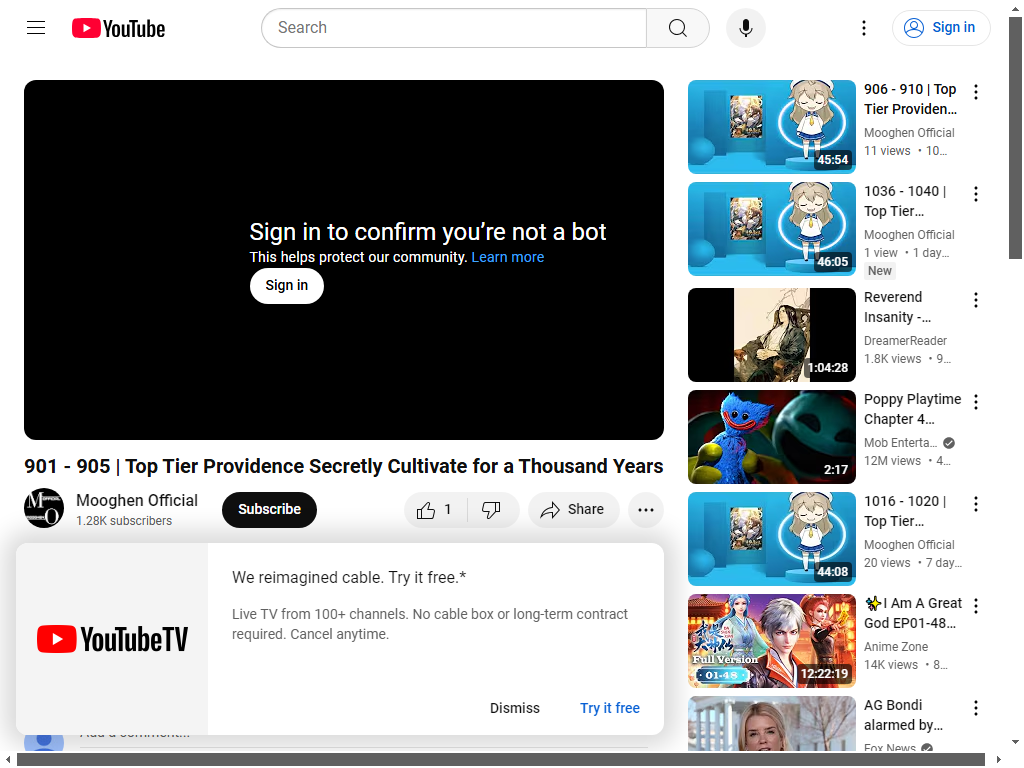 YouTube
Search
Sign in
Sign in to confirm you’re not a bot
This helps protect our community. Learn more
Sign in
901 - 905 | Top Tier Providence Secretly Cultivate for a Thousand Years
Mooghen Official
1.28K subscribers
Subscribe
1
Share
YouTubeTV
We reimagined cable. Try it free.*
Live TV from 100+ channels. No cable box or long-term contract
required. Cancel anytime.
Dismiss
Try it free
Add a comment...
906 - 910 | Top
Tier Providen...
Mooghen Official
11 views • 10...
45:54
1036 - 1040 |
Top Tier...
Mooghen Official
1 view • 1 day...
New
46:05
Reverend
Insanity -...
DreamerReader
1.8K views • 9...
1:04:28
Poppy Playtime
Chapter 4...
Mob Enterta...
12M views • 4...
2:17
1016 - 1020 |
Top Tier...
Mooghen Official
20 views • 7 day...
44:08
✨I Am A Great
God EP01-48...
Anime Zone
14K views • 8...
Full Version
01-48
12:22:19
AG Bondi
alarmed by...
Fox News